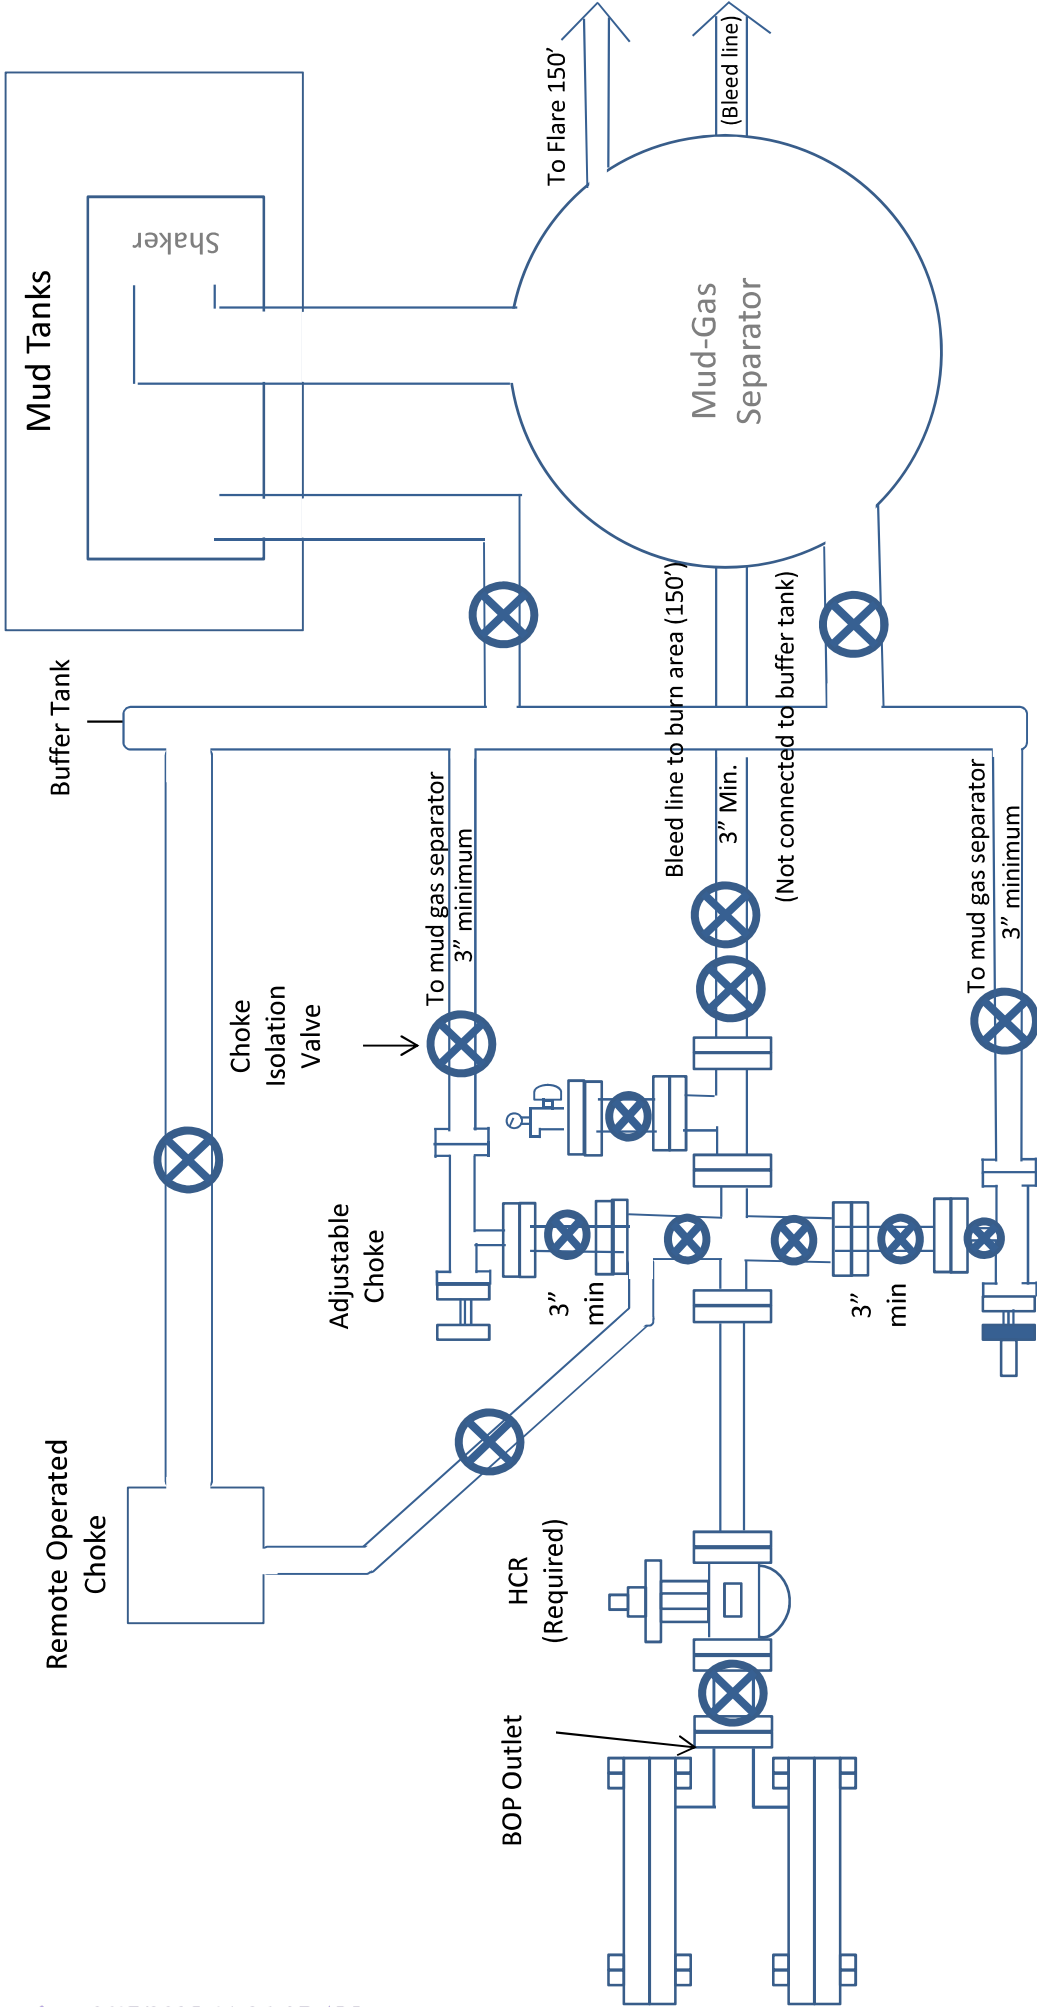 Mud Tanks
Shaker
To Flare 150’
(Bleed line)
Mud-Gas
Separator
Buffer Tank
Bleed line to burn area (150’)
3” Min.
(Not connected to buffer tank)
To mud gas separator
3” minimum
To mud gas separator
3” minimum
Choke
Isolation
Valve
Adjustable
Choke
3”
min
3”
min
Remote Operated
Choke
HCR
(Required)
BOP Outlet